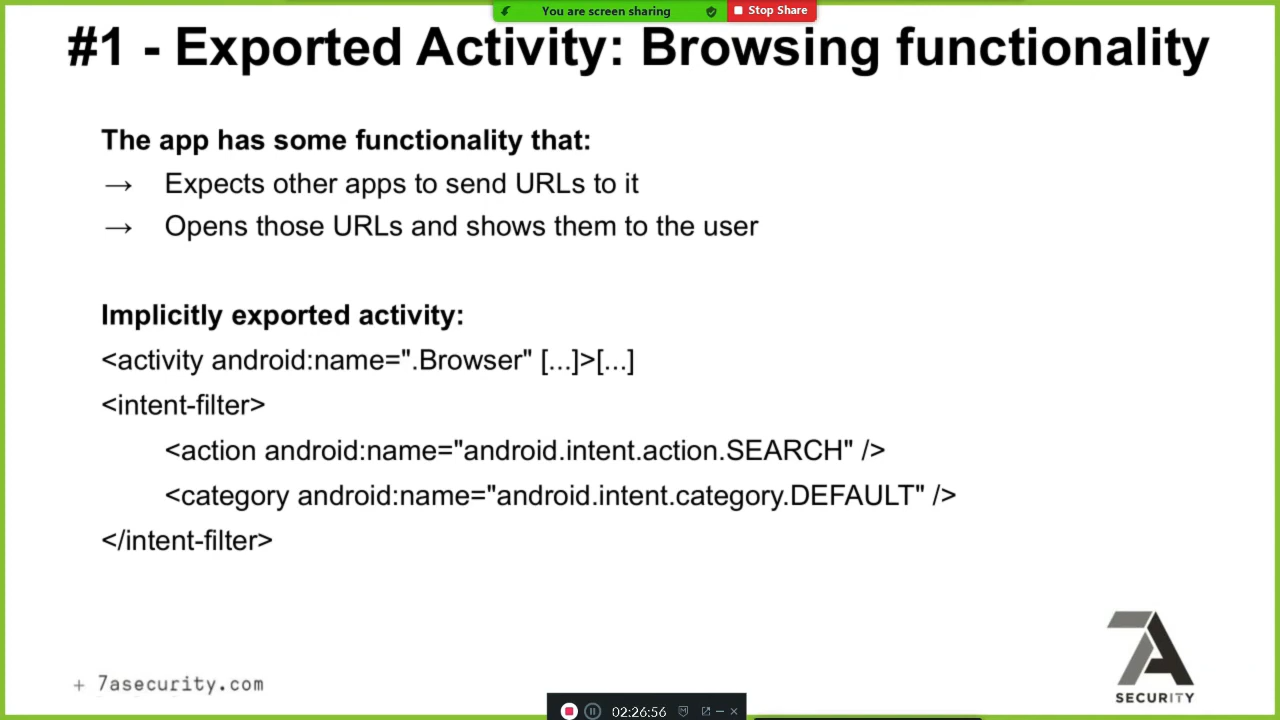 You are screen sharing
Stop Share
#1 - Exported Activity: Browsing functionality
The app has some functionality that:
→ Expects other apps to send URLs to it
→ Opens those URLs and shows them to the user
Implicitly exported activity:
<activity android:name=".Browser" [...]>[...]
<intent-filter>
<action android:name="android.intent.action.SEARCH" />
<category android:name="android.intent.category.DEFAULT" />
</intent-filter>
7A
SECURITY
+ 7asecurity.com
02:26:56